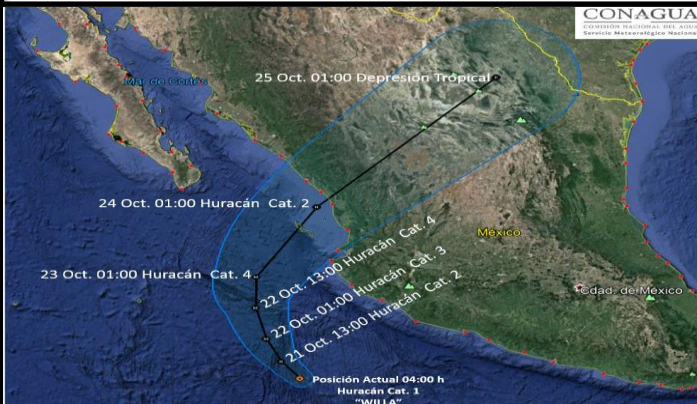 CONAGUA
COMISIÓN NACIONAL DEL AGUA
Servicio Meteorológico Nacional
25 Oct. 01:00 Depresión Tropical
Mar de Cortés
24 Oct. 01:00 Huracán Cat. 2
México
23 Oct. 01:00 Huracán Cat. 4
22 Oct. 13:00 Huracán Cat. 4
22 Oct. 01:00 Huracán Cat. 3
21 Oct. 13:00 Huracán Cat. 2
Cdad. de México
Posición Actual 04:00 h
Huracán Cat. 1
"WILLA"